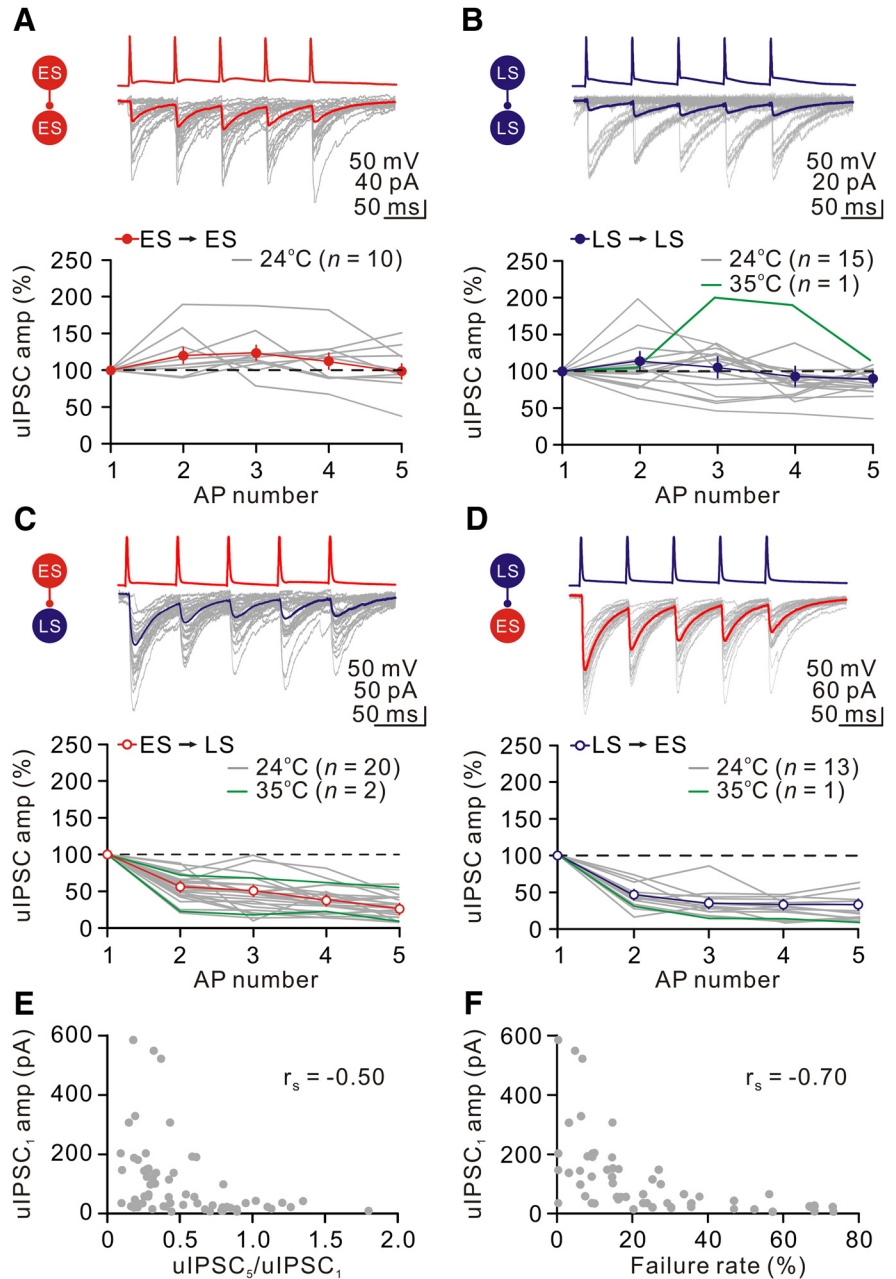 A
ES
ES
50 mV
40 pA
50 ms
ES → ES
24°C (n = 10)
uIPSC amp (%)
250
200
150
100
50
0
1 2 3 4 5
AP number
B
LS
LS
50 mV
20 pA
50 ms
LS → LS
24°C (n = 15)
35°C (n = 1)
uIPSC amp (%)
250
200
150
100
50
0
1 2 3 4 5
AP number
C
ES
LS
50 mV
50 pA
50 ms
ES → LS
24°C (n = 20)
35°C (n = 2)
uIPSC amp (%)
250
200
150
100
50
0
1 2 3 4 5
AP number
D
LS
ES
50 mV
60 pA
50 ms
LS → ES
24°C (n = 13)
35°C (n = 1)
uIPSC amp (%)
250
200
150
100
50
0
1 2 3 4 5
AP number
E
uIPSC₁ amp (pA)
600
400
200
0
rₛ = -0.50
0 0.5 1.0 1.5 2.0
uIPSC₅/uIPSC₁
F
uIPSC₁ amp (pA)
600
400
200
0
rₛ = -0.70
0 20 40 60 80
Failure rate (%)